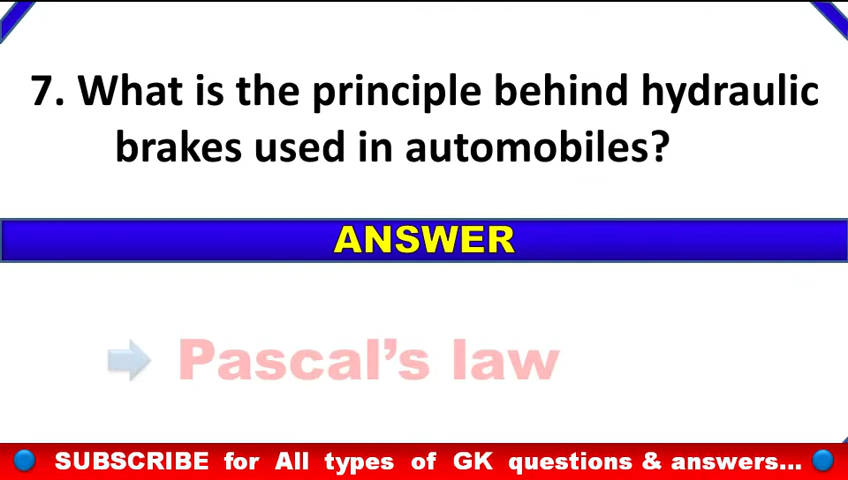 7. What is the principle behind hydraulic
brakes used in automobiles?
ANSWER
Pascal’s law
SUBSCRIBE for All types of GK questions & answers...